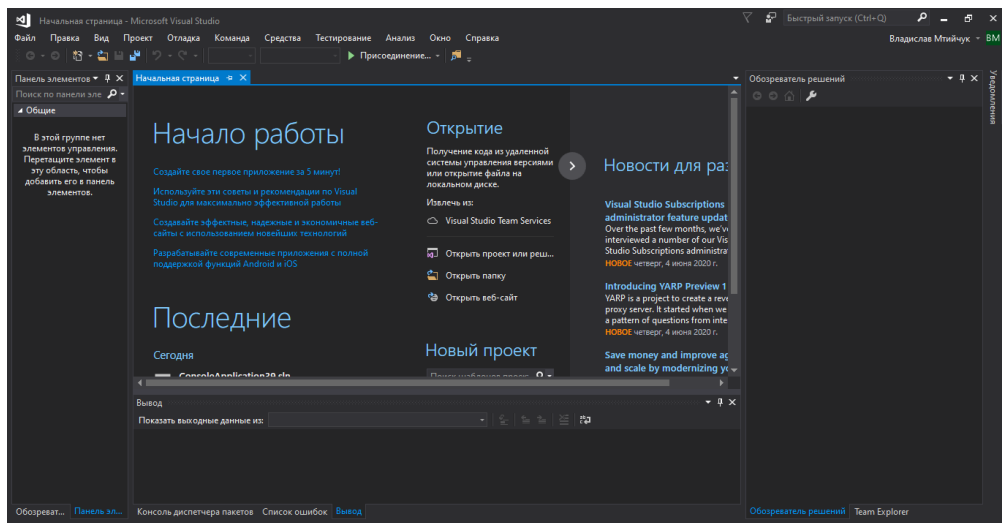 Начальная страница - Microsoft Visual Studio
Быстрый запуск (Ctrl+Q)
Файл Правка Вид Проект Отладка Команда Средства Тестирование Анализ Окно Справка
Владислав Мтийчук
ВМ
Присоединение...
Панель элементов
Поиск по панели эле
Общие
В этой группе нет
элементов управления.
Перетащите элемент в
эту область, чтобы
добавить его в панель
элементов.
Обозреват... Панель эл...
Начальная страница
Начало работы
Создайте свое первое приложение за 5 минут!
Используйте эти советы и рекомендации по Visual
Studio для максимально эффективной работы
Создавайте эффектные, надежные и экономичные веб-
сайты с использованием новейших технологий
Разрабатывайте современные приложения с полной
поддержкой функций Android и iOS
Последние
Сегодня
ConsoleApplication39.sln
Открытие
Получение кода из удаленной
системы управления версиями
или открытие файла на
локальном диске.
Извлечь из:
Visual Studio Team Services
Открыть проект или реш...
Открыть папку
Открыть веб-сайт
Новый проект
Новости для раз
Visual Studio Subscriptions
administrator feature updat
Over the past few months, we'v
interviewed a number of our Vis
Studio Subscriptions administra
НОВОЕ четверг, 4 июня 2020 г.
Introducing YARP Preview 1
YARP is a project to create a reve
proxy server. It started when we
a pattern of questions from inte
НОВОЕ четверг, 4 июня 2020 г.
Save money and improve ag
and scale by modernizing yo
Вывод
Показать выходные данные из:
Консоль диспетчера пакетов Список ошибок Вывод
Обозреватель решений
Обозреватель решений Team Explorer
Уведомления